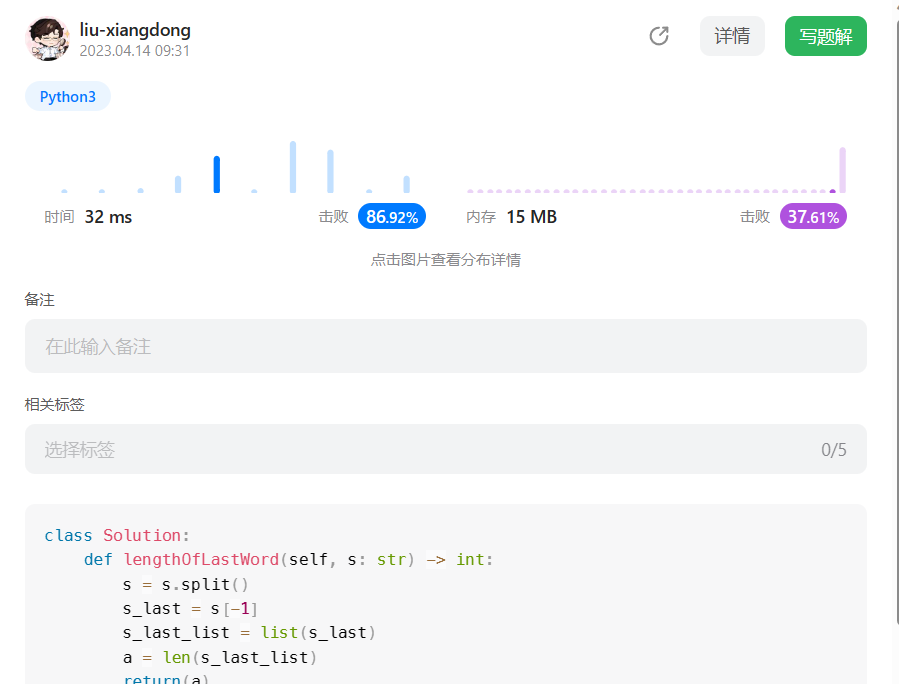 liu-xiangdong
2023.04.14 09:31
详情
写题解
Python3
时间 32 ms 击败 86.92% 内存 15 MB 击败 37.61%
点击图片查看分布详情
备注
在此输入备注
相关标签
选择标签 0/5
class Solution:
    def lengthOfLastWord(self, s: str) -> int:
        s = s.split()
        s_last = s[-1]
        s_last_list = list(s_last)
        a = len(s_last_list)
        return(a)